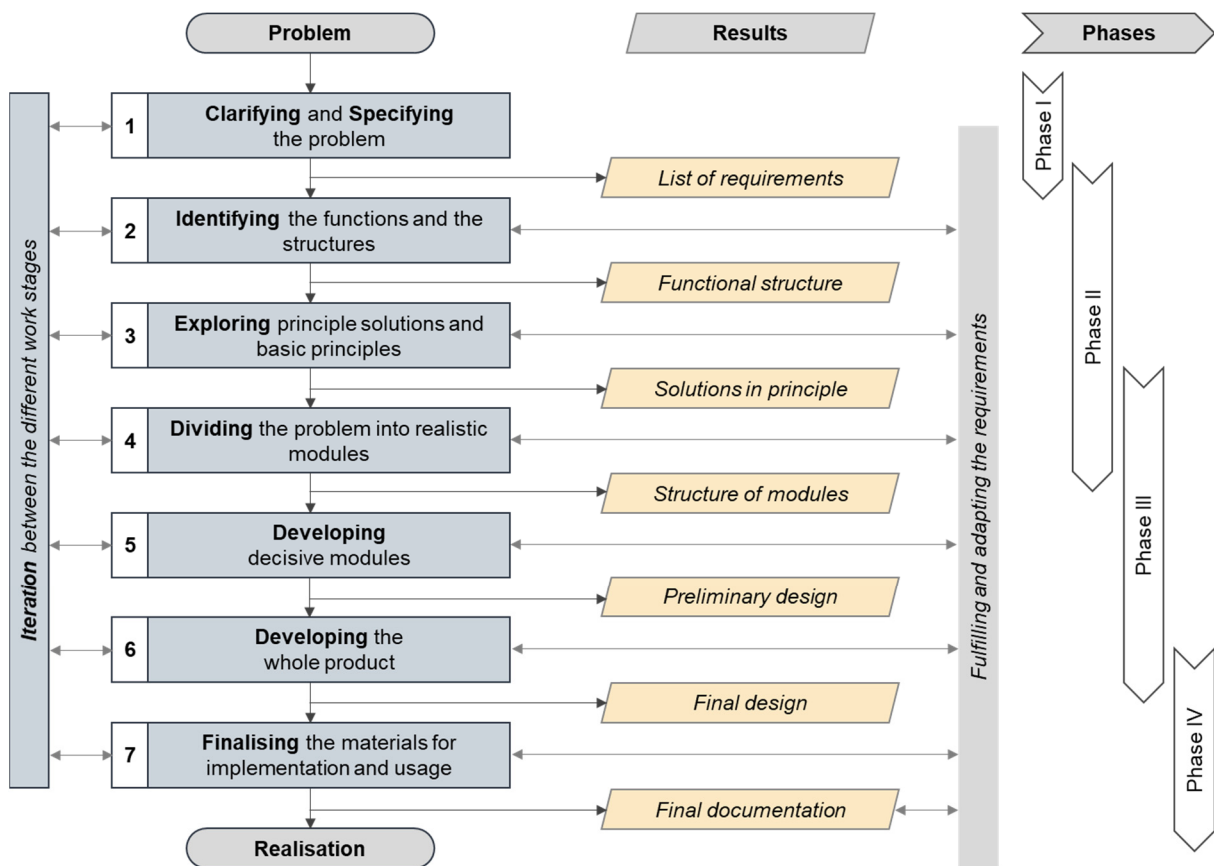 Problem
Results
Phases
1
Clarifying and Specifying
the problem
List of requirements
2
Identifying the functions and the
structures
Functional structure
3
Exploring principle solutions and
basic principles
Solutions in principle
4
Dividing the problem into realistic
modules
Structure of modules
5
Developing
decisive modules
Preliminary design
6
Developing the
whole product
Final design
7
Finalising the materials for
implementation and usage
Final documentation
Realisation
Iteration between the different work stages
Fulfilling and adapting the requirements
Phase I
Phase II
Phase III
Phase IV